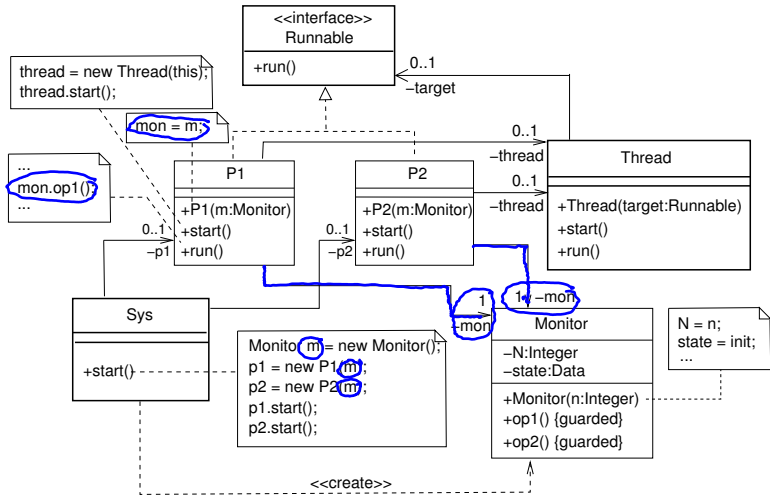 <<interface>>
Runnable
+run()
thread = new Thread(this);
thread.start();
0..1
−target
mon = m;
0..1
−thread
Thread
...
mon.op1();
...
P1
P2
0..1
−thread
+Thread(target:Runnable)
+start()
+run()
+P1(m:Monitor)
+start()
+run()
+P2(m:Monitor)
+start()
+run()
0..1
−p1
0..1
−p2
1
−mon
1
−mon
Sys
+start()
Monitor m = new Monitor();
p1 = new P1(m);
p2 = new P2(m);
p1.start();
p2.start();
Monitor
−N:Integer
−state:Data
+Monitor(n:Integer)
+op1() {guarded}
+op2() {guarded}
N = n;
state = init;
...
<<create>>